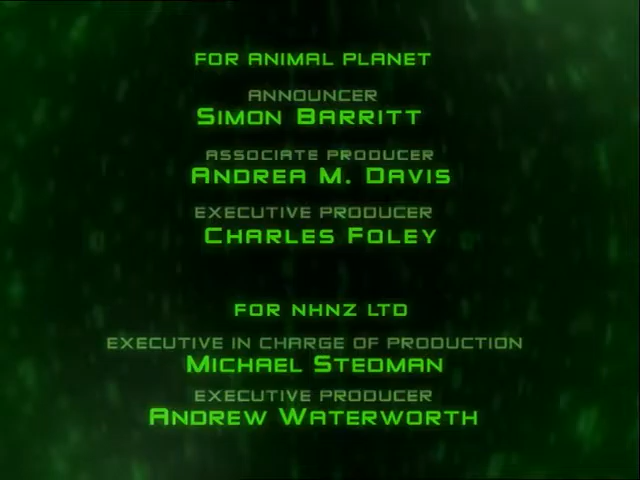 FOR ANIMAL PLANET
ANNOUNCER
SIMON BARRITT
ASSOCIATE PRODUCER
ANDREA M. DAVIS
EXECUTIVE PRODUCER
CHARLES FOLEY
FOR NHNZ LTD
EXECUTIVE IN CHARGE OF PRODUCTION
MICHAEL STEDMAN
EXECUTIVE PRODUCER
ANDREW WATERWORTH